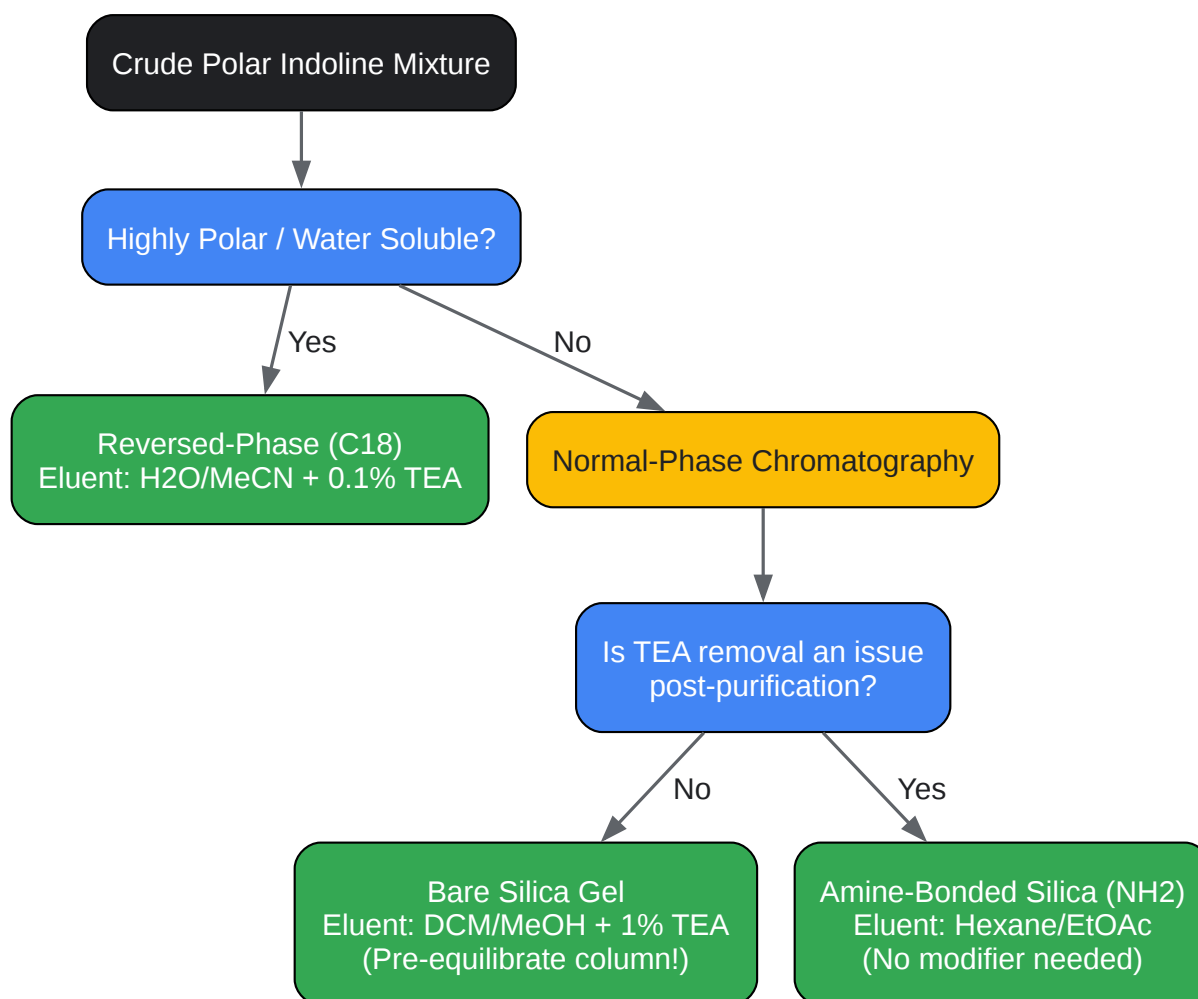 Crude Polar Indoline Mixture
Highly Polar / Water Soluble?
Yes
No
Reversed-Phase (C18)
Eluent: H2O/MeCN + 0.1% TEA
Normal-Phase Chromatography
Is TEA removal an issue
post-purification?
No
Yes
Bare Silica Gel
Eluent: DCM/MeOH + 1% TEA
(Pre-equilibrate column!)
Amine-Bonded Silica (NH2)
Eluent: Hexane/EtOAc
(No modifier needed)